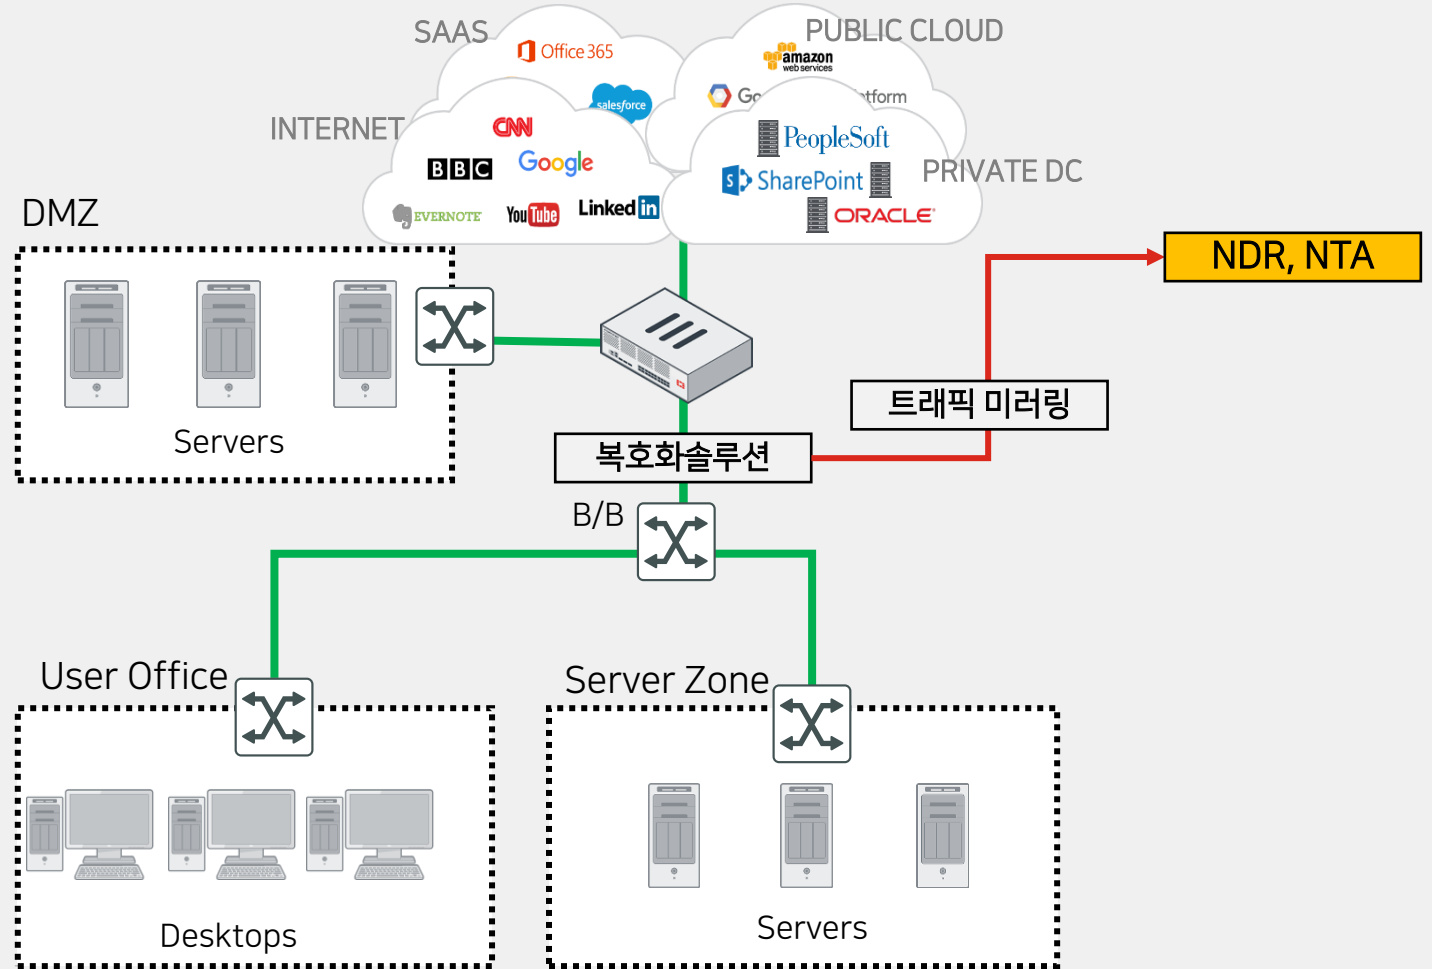 SAAS
Office 365
PUBLIC CLOUD
amazon
web services
salesforce
INTERNET
CNN
BBC
Google
EVERNOTE
YouTube
Linked in
PeopleSoft
SharePoint
ORACLE
PRIVATE DC
DMZ
Servers
NDR, NTA
트래픽 미러링
복호화솔루션
B/B
User Office
Server Zone
Desktops
Servers